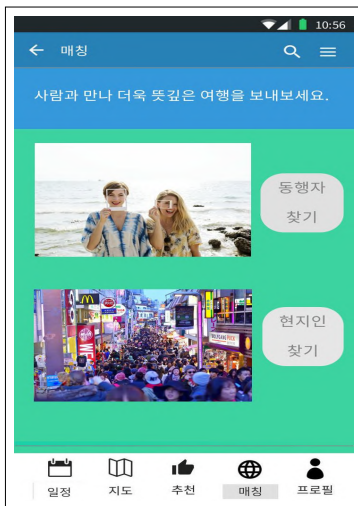 10:56
매칭
사람과 만나 더욱 뜻깊은 여행을 보내보세요.
동행자
찾기
현지인
찾기
일정
지도
추천
매칭
프로필